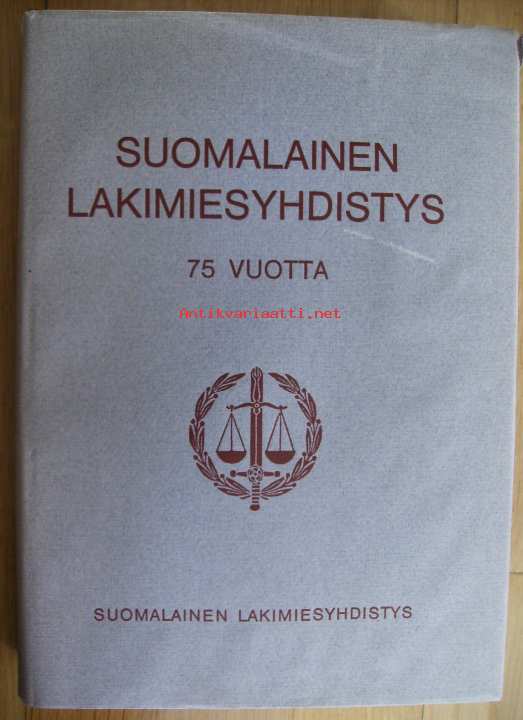 SUOMALAINEN
LAKIMIESYHDISTYS
75 VUOTTA
Antikvariaatti.net
SUOMALAINEN LAKIMIESYHDISTYS